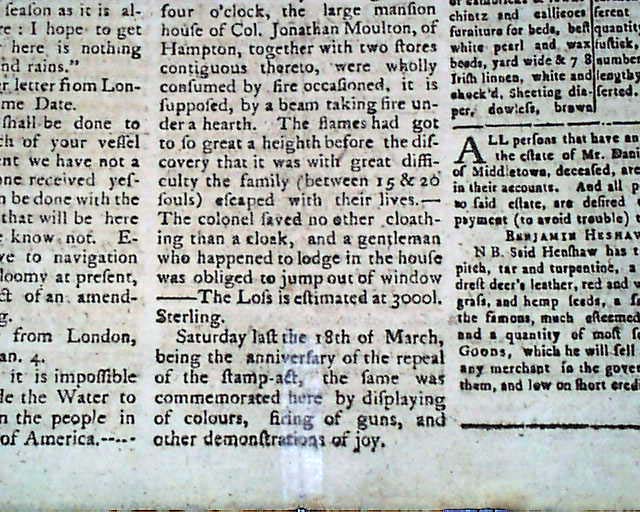 ſeaſon as it is al-
re : I hope to get
here is nothing
nd rains."
er letter from Lon-
me Date.
ſhall be done to
ch of your veſſel
ent we have not a
one received yeſ-
n be done with the
that will be here
e know not. E-
ve to navigation
loomy at preſent,
ct of an amend-
g.
from London,
an. 4.
it is impoſſible
de the Water to
n the people in
of America.-----
four o'clock, the large manſion
houſe of Col. Jonathan Moulton, of
Hampton, together with two ſtores
contiguous thereto, were wholly
conſumed by fire occaſioned, it is
ſuppoſed, by a beam taking fire un-
der a hearth. The flames had got
to ſo great a heighth before the diſ-
covery that it was with great diffi-
culty the family (between 15 & 20
ſouls) eſcaped with their lives.—
The colonel ſaved no other cloath-
ing than a cloak, and a gentleman
who happened to lodge in the houſe
was obliged to jump out of window
——The Loſs is eſtimated at 3000l.
Sterling.
Saturday laſt the 18th of March,
being the anniverſary of the repeal
of the ſtamp-act, the ſame was
commemorated here by diſplaying
of colours, firing of guns, and
other demonſtrations of joy.
chintz and callicoes
furniture for beds, beſt
white pearl and wax
beads, yard wide & 7 8
Iriſh linnen, white and
check'd, Sheeting dia-
per, dowleſs, brown
ferent
quantity
fuſtick,
number
lengthy
ſerted.
ALL perſons that have an
the eſtate of Mr. Dani
of Middletown, deceaſed, are
in their accounts. And all p
to ſaid eſtate, are deſired
payment (to avoid trouble)
BENJAMIN HENSHAW
N B. Said Henſhaw has
pitch, tar and turpentine, a
dreſt deer's leather, red and w
graſs, and hemp ſeeds, a
the famous, much eſteemed
and a quantity of moſt
GOODS, which he will ſell
any merchant in the gover
them, and low on ſhort cred